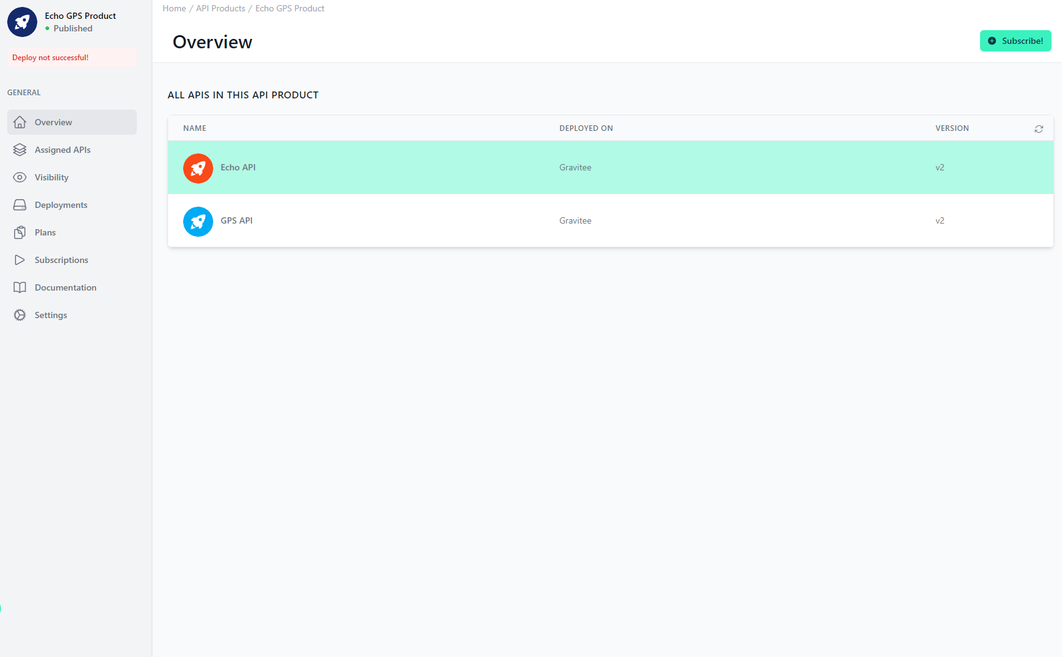 Echo GPS Product
Published
Deploy not successful!
GENERAL
Overview
Assigned APIs
Visibility
Deployments
Plans
Subscriptions
Documentation
Settings
Home / API Products / Echo GPS Product
Overview
Subscribe!
ALL APIS IN THIS API PRODUCT
NAME DEPLOYED ON VERSION
Echo API Gravitee v2
GPS API Gravitee v2